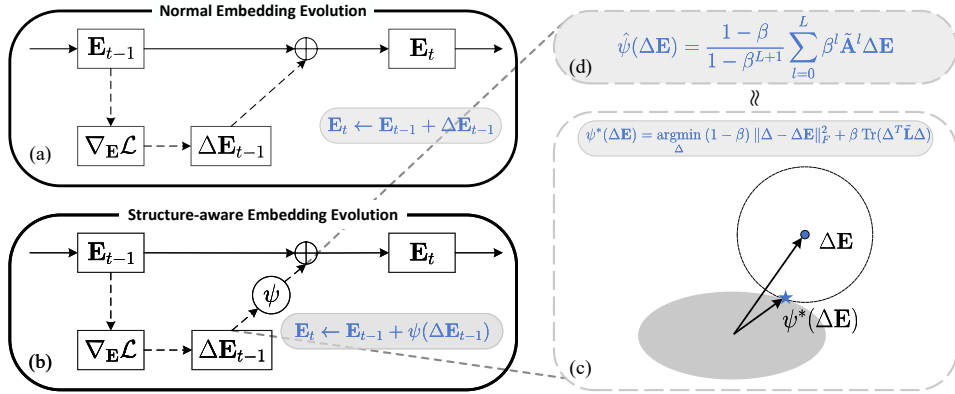 Normal Embedding Evolution
E_{t-1}
⊕
E_t
∇_E ℒ
ΔE_{t-1}
E_t ← E_{t-1} + ΔE_{t-1}
(a)
Structure-aware Embedding Evolution
E_{t-1}
⊕
E_t
ψ
∇_E ℒ
ΔE_{t-1}
E_t ← E_{t-1} + ψ(ΔE_{t-1})
(b)
ψ̂(ΔE) = \frac{1 − β}{1 − β^{L+1}} \sum_{l=0}^{L} β^l Ã^l ΔE
(d)
≈
ψ*(ΔE) = argmin_Δ (1 − β) ‖Δ − ΔE‖_F^2 + β Tr(Δ^T L̃Δ)
ΔE
ψ*(ΔE)
(c)